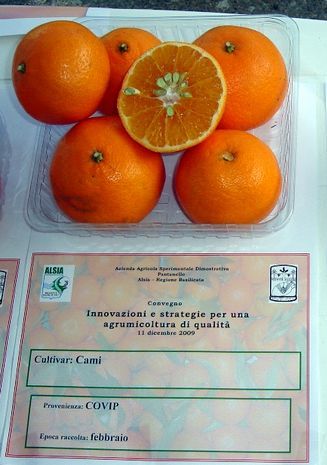 ALSIA
Azienda Agricola Sperimentale Dimostrativa
Pantanello
Alsia - Regione Basilicata
Convegno
Innovazioni e strategie per una
agrumicoltura di qualità
11 dicembre 2009
Cultivar: Cami
Provenienza: COVIP
Epoca raccolta: febbraio